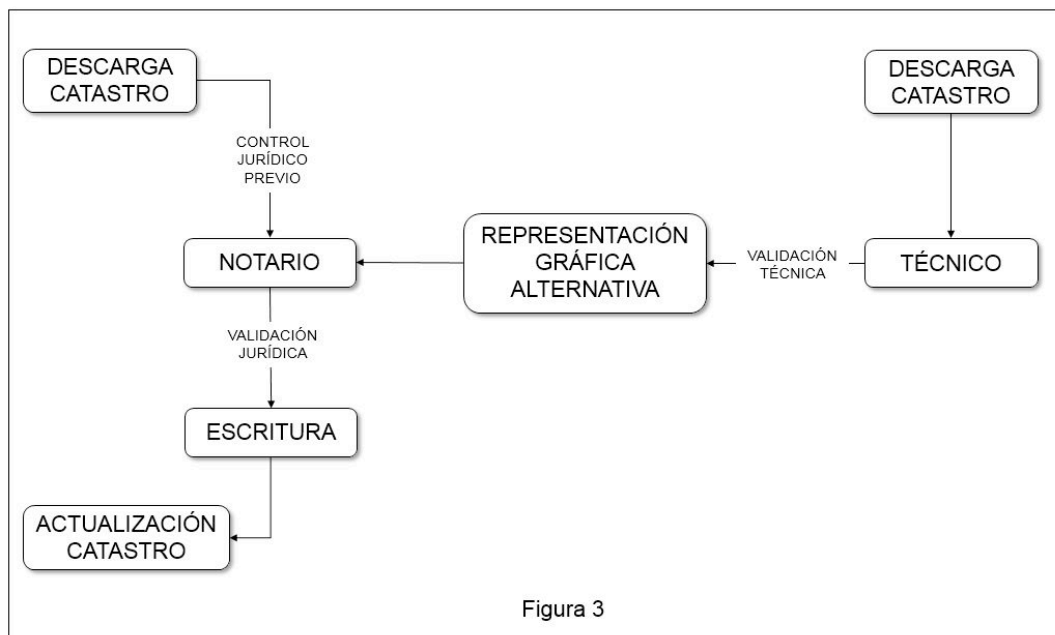 DESCARGA
CATASTRO
DESCARGA
CATASTRO
CONTROL
JURÍDICO
PREVIO
NOTARIO
REPRESENTACIÓN
GRÁFICA
ALTERNATIVA
VALIDACIÓN
TÉCNICA
TÉCNICO
VALIDACIÓN
JURÍDICA
ESCRITURA
ACTUALIZACIÓN
CATASTRO
Figura 3